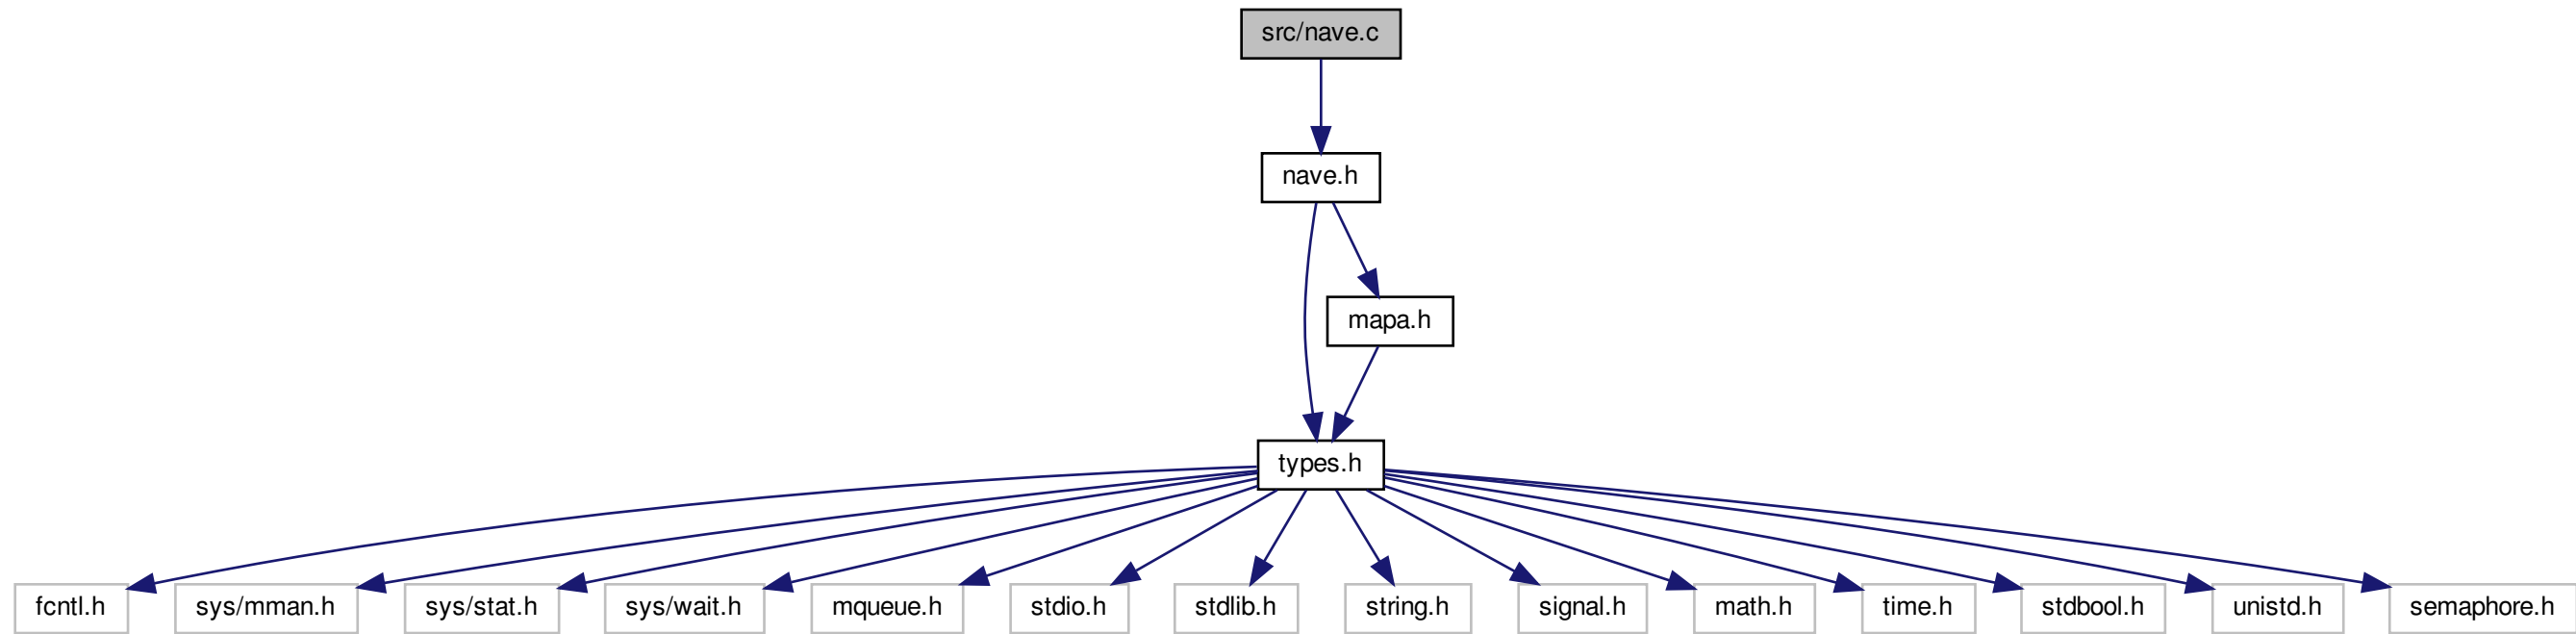 src/nave.c
nave.h
mapa.h
types.h
fcntl.h
sys/mman.h
sys/stat.h
sys/wait.h
mqueue.h
stdio.h
stdlib.h
string.h
signal.h
math.h
time.h
stdbool.h
unistd.h
semaphore.h